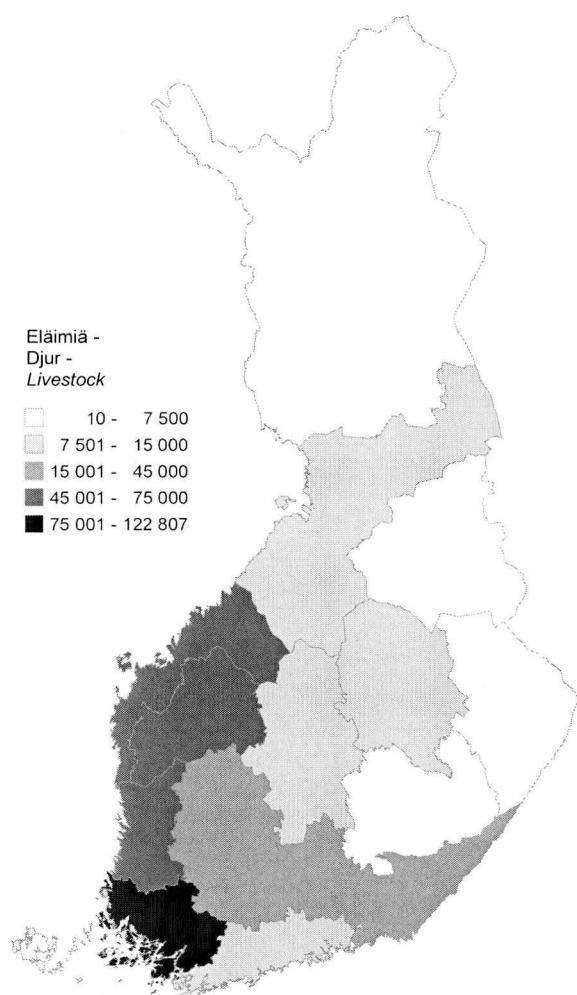 Eläimiä -
Djur -
Livestock
10 - 7 500
7 501 - 15 000
15 001 - 45 000
45 001 - 75 000
75 001 - 122 807